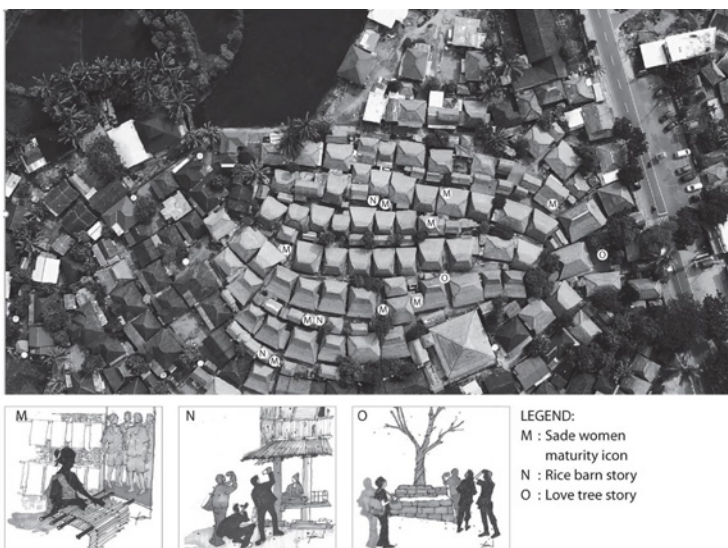 N M
M
M
M
M
O
O
M
M
M N
N M
M
N
O
LEGEND:
M : Sade women
maturity icon
N : Rice barn story
O : Love tree story